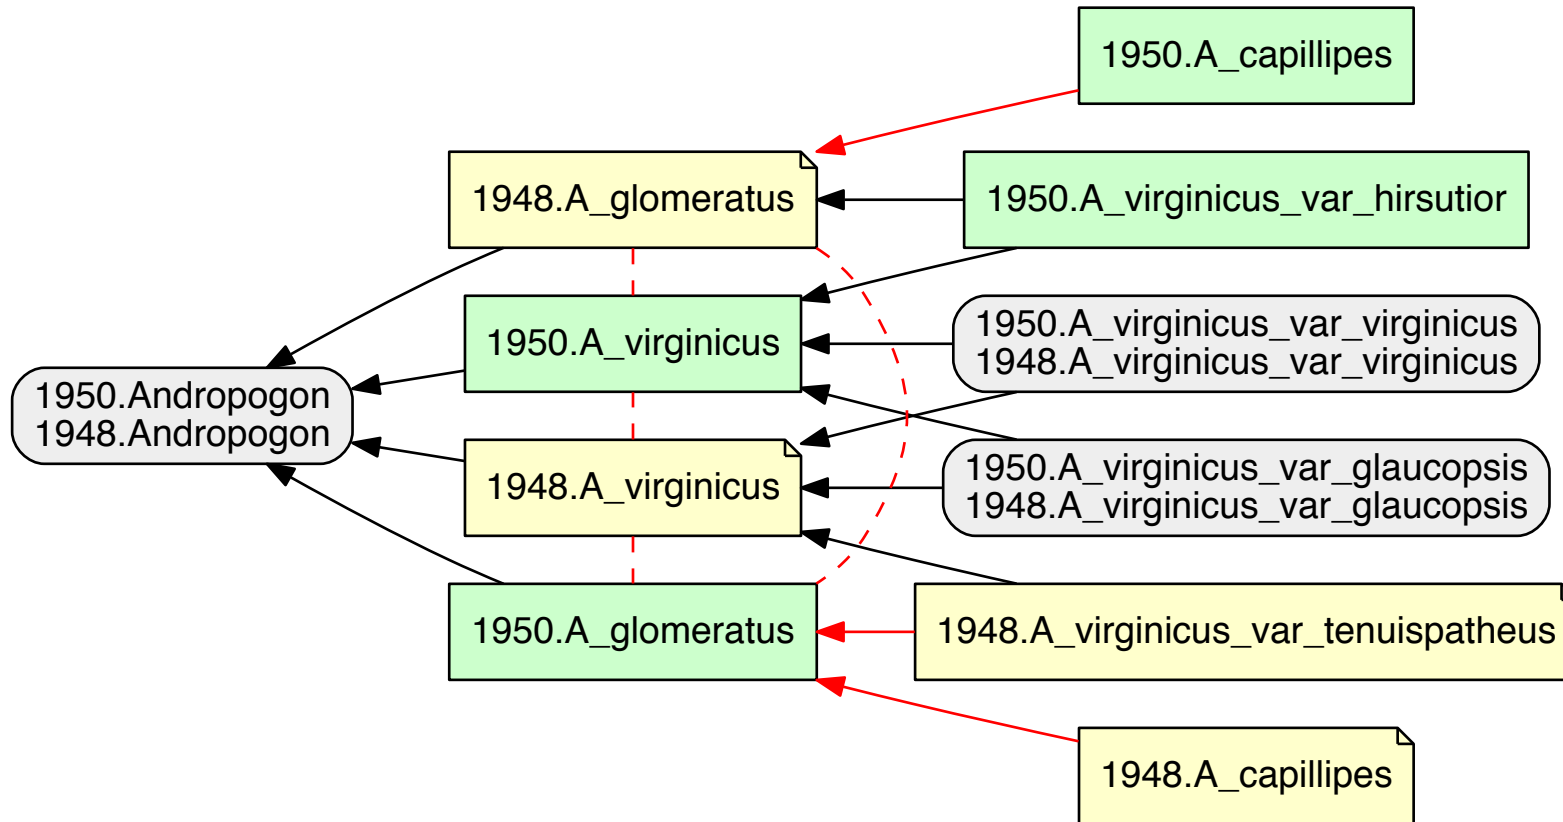 1950.A_capillipes
1948.A_glomeratus
1950.A_virginicus_var_hirsutior
1950.A_virginicus
1950.A_virginicus_var_virginicus
1948.A_virginicus_var_virginicus
1950.Andropogon
1948.Andropogon
1948.A_virginicus
1950.A_virginicus_var_glaucopsis
1948.A_virginicus_var_glaucopsis
1950.A_glomeratus
1948.A_virginicus_var_tenuispatheus
1948.A_capillipes